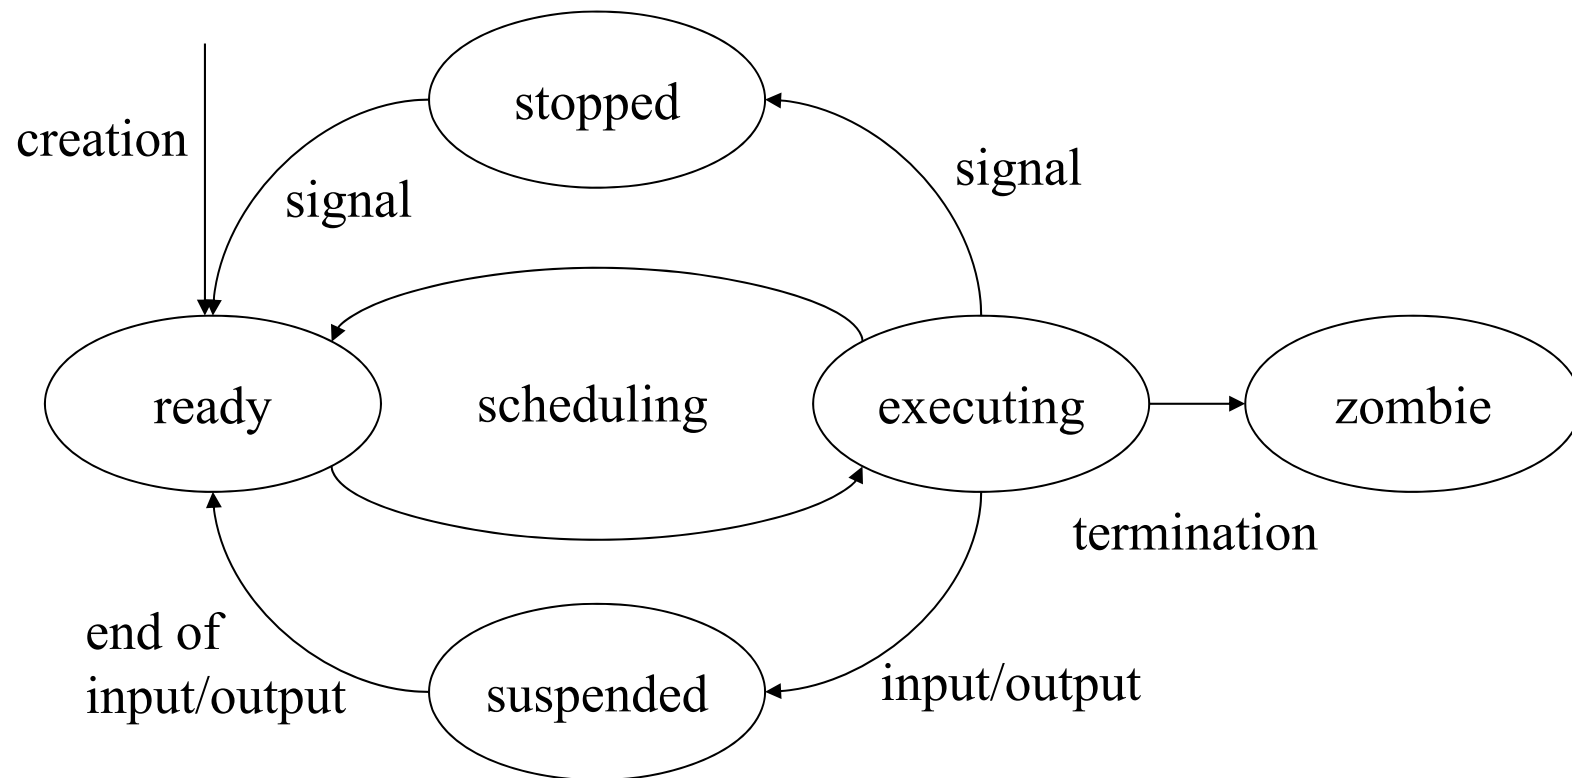 stopped
creation
signal
signal
ready
scheduling
executing
zombie
termination
end of
input/output
suspended
input/output